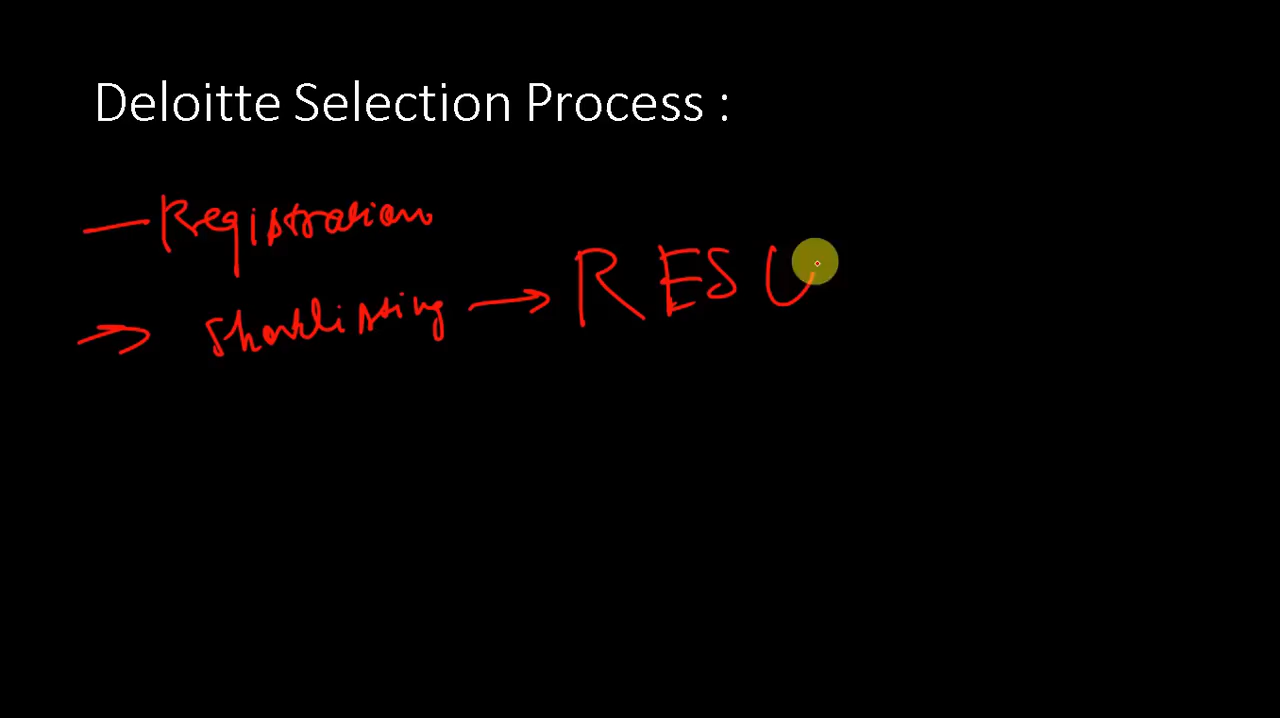 Deloitte Selection Process :
— Registration
→ Shortlisting → RESU